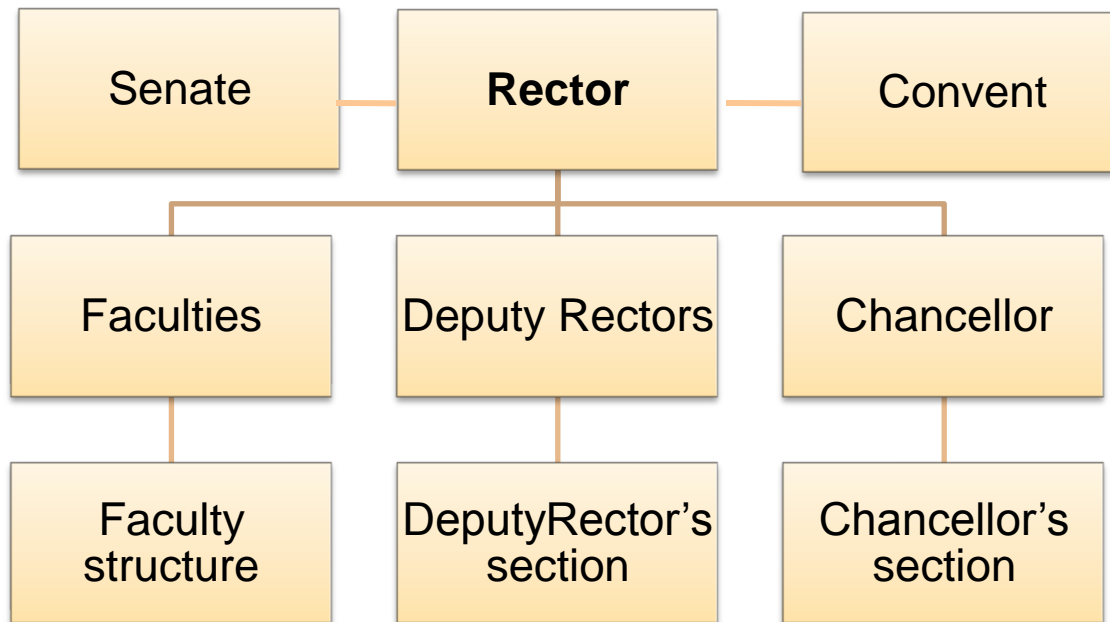 Senate
Rector
Convent
Faculties
Deputy Rectors
Chancellor
Faculty
structure
DeputyRector’s
section
Chancellor’s
section